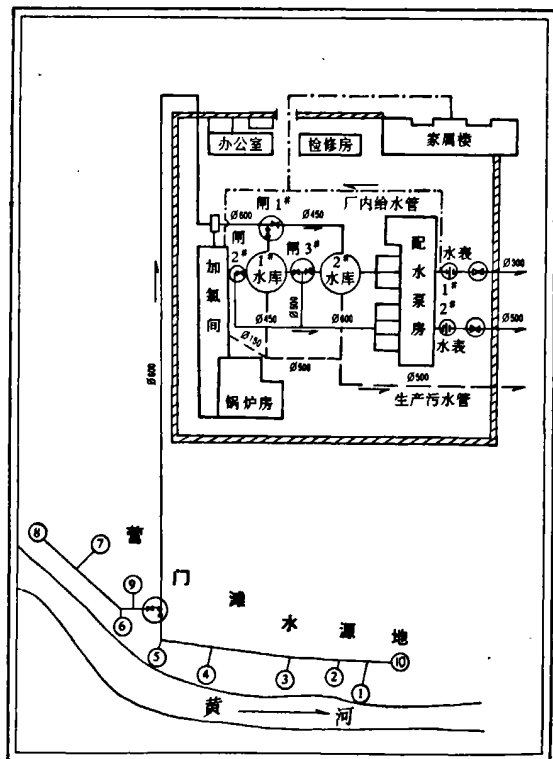 办公室
检修房
家属楼
闸1#
厂内给水管
Ø600
Ø450
闸2#
1#水库
闸3#
2#水库
配水泵房
水表1#
Ø300
2#水表
Ø500
加氯间
Ø450
Ø500
Ø600
Ø150
Ø500
Ø500
锅炉房
生产污水管
Ø600
营门滩水源地
8
7
9
6
5
4
3
2
1
10
黄河